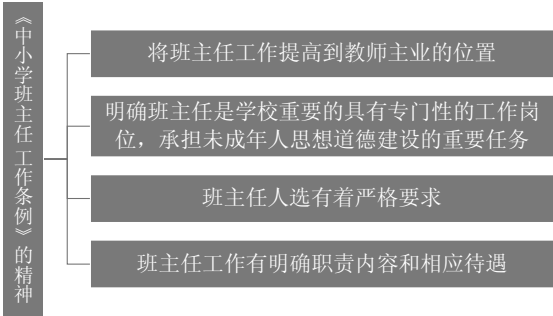 《中小学班主任 工作条例》的精神
将班主任工作提高到教师主业的位置
明确班主任是学校重要的具有专门性的工作岗
位，承担未成年人思想道德建设的重要任务
班主任人选有着严格要求
班主任工作有明确职责内容和相应待遇